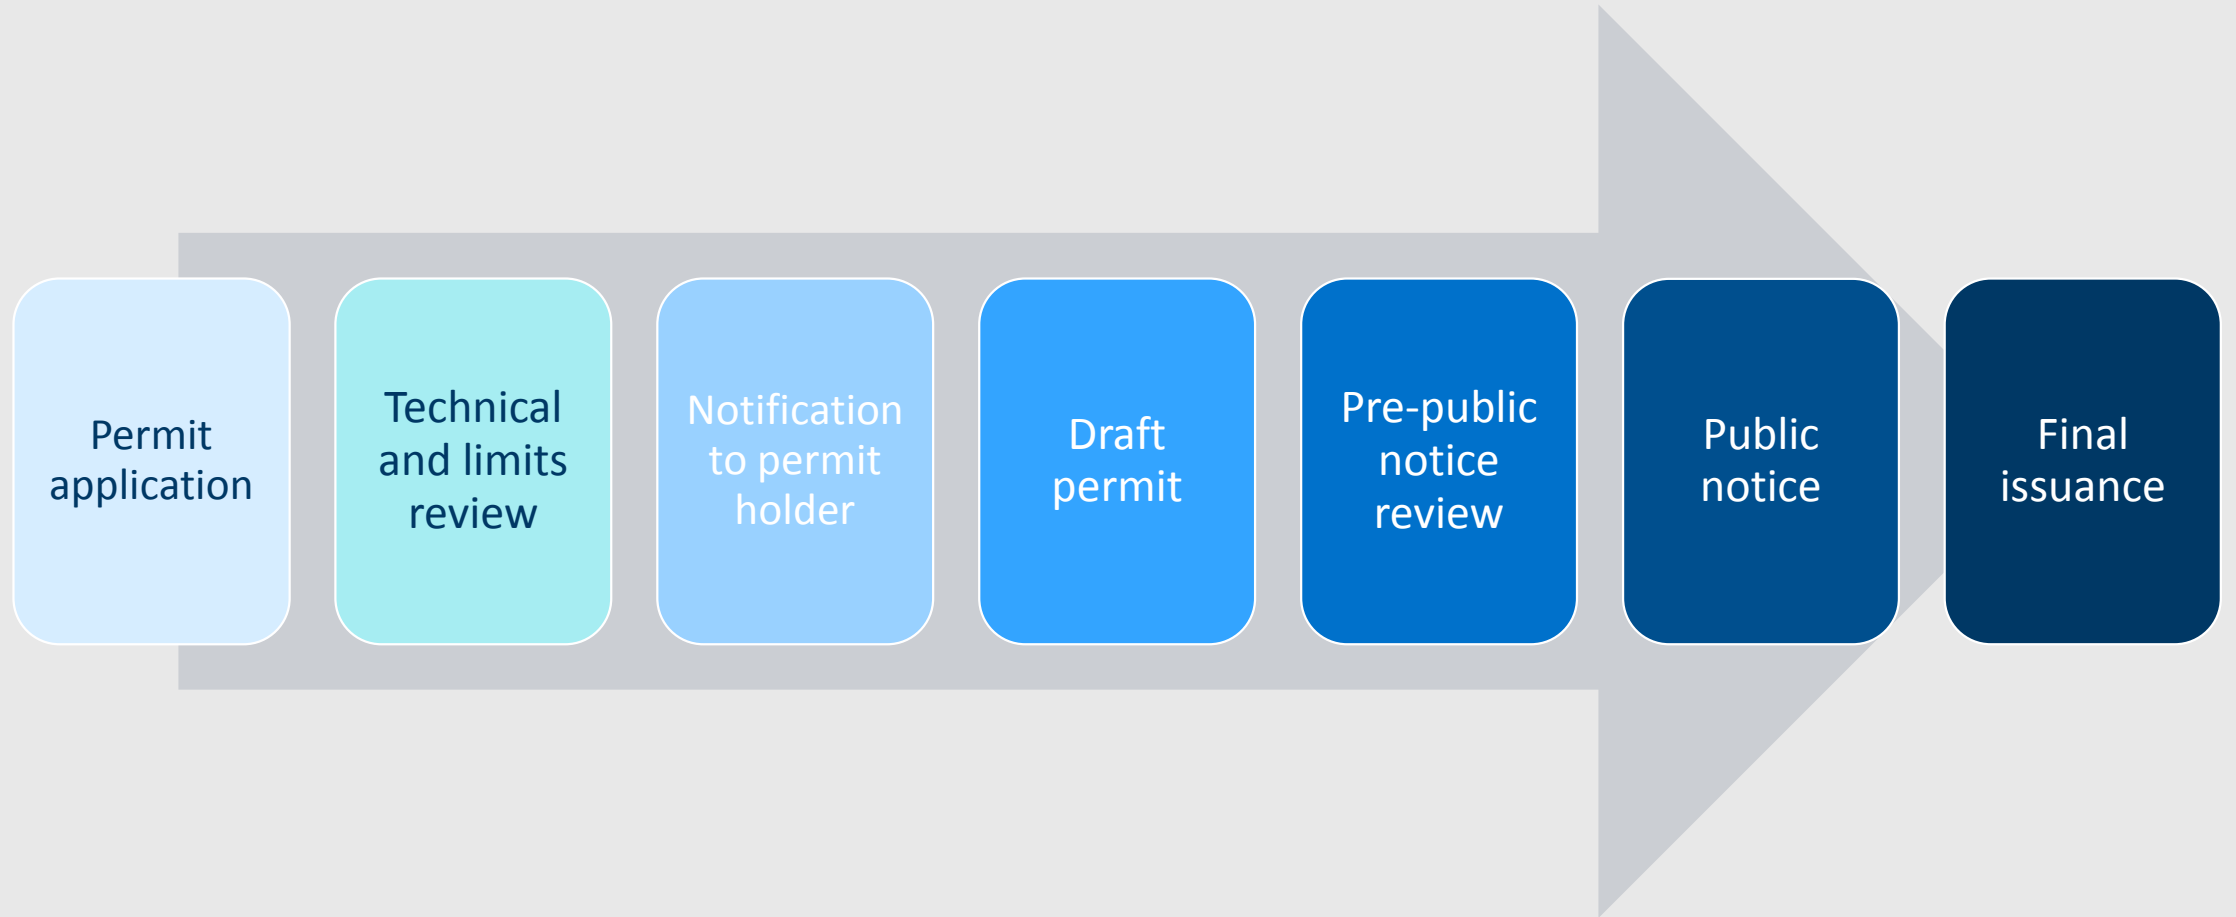 Permit
application
Technical
and limits
review
Notification
to permit
holder
Draft
permit
Pre-public
notice
review
Public
notice
Final
issuance